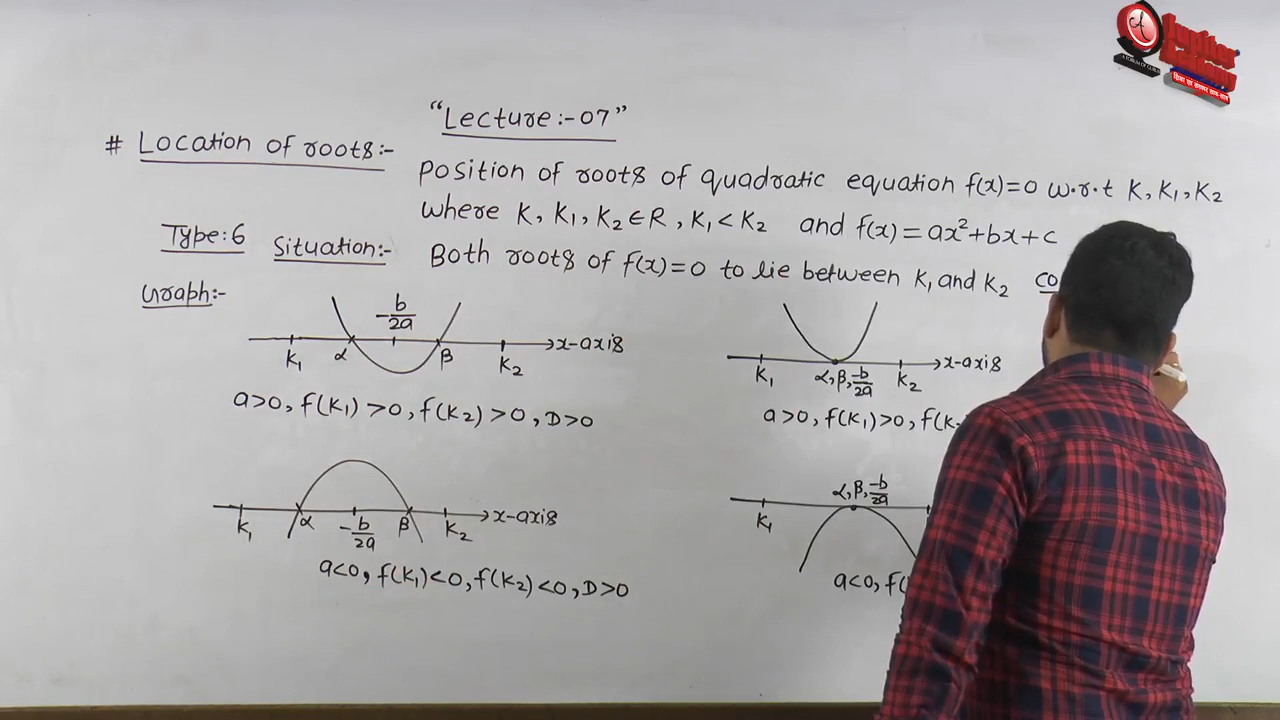 Jupiter Academy
"Lecture:-07"
# Location of roots:-
Position of roots of quadratic equation f(x)=0 w.r.t K, K₁, K₂
where K, K₁, K₂ ∈ R, K₁ < K₂ and f(x) = ax²+bx+c
Type:6 Situation:- Both roots of f(x)=0 to lie between K₁ and K₂ co
Graph:-
-b/2a
K₁ α β K₂ x-axis
a>0, f(K₁)>0, f(K₂)>0, D>0
K₁ α, β, -b/2a K₂ x-axis
a>0, f(K₁)>0, f(K
K₁ α -b/2a β K₂ x-axis
a<0, f(K₁)<0, f(K₂)<0, D>0
α, β, -b/2a
K₁
a<0, f(